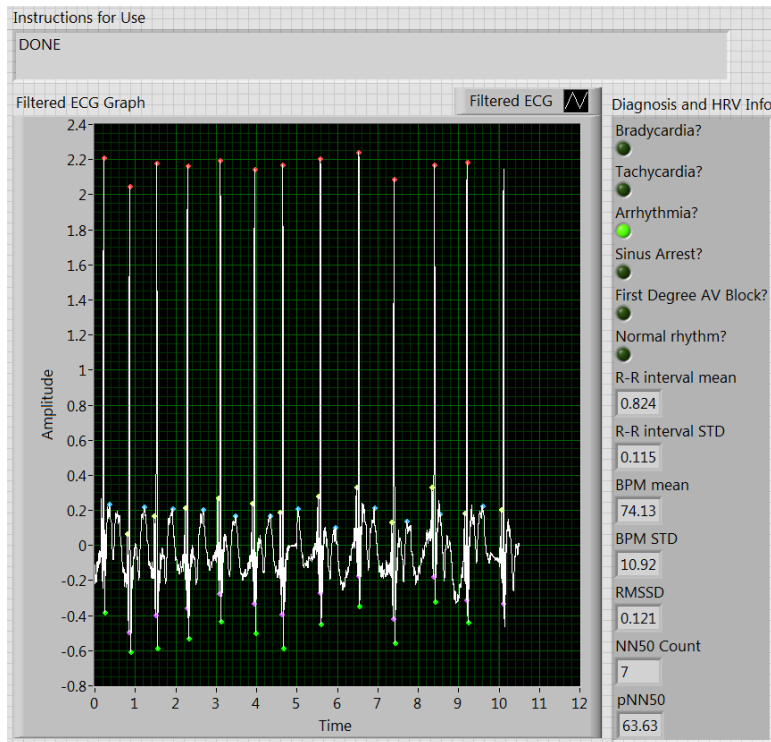 Instructions for Use
DONE
Filtered ECG Graph
Filtered ECG
Diagnosis and HRV Info
Bradycardia?
Tachycardia?
Arrhythmia?
Sinus Arrest?
First Degree AV Block?
Normal rhythm?
R-R interval mean
0.824
R-R interval STD
0.115
BPM mean
74.13
BPM STD
10.92
RMSSD
0.121
NN50 Count
7
pNN50
63.63
Amplitude
2.4
2.2
2
1.8
1.6
1.4
1.2
1
0.8
0.6
0.4
0.2
0
-0.2
-0.4
-0.6
-0.8
0 1 2 3 4 5 6 7 8 9 10 11 12
Time